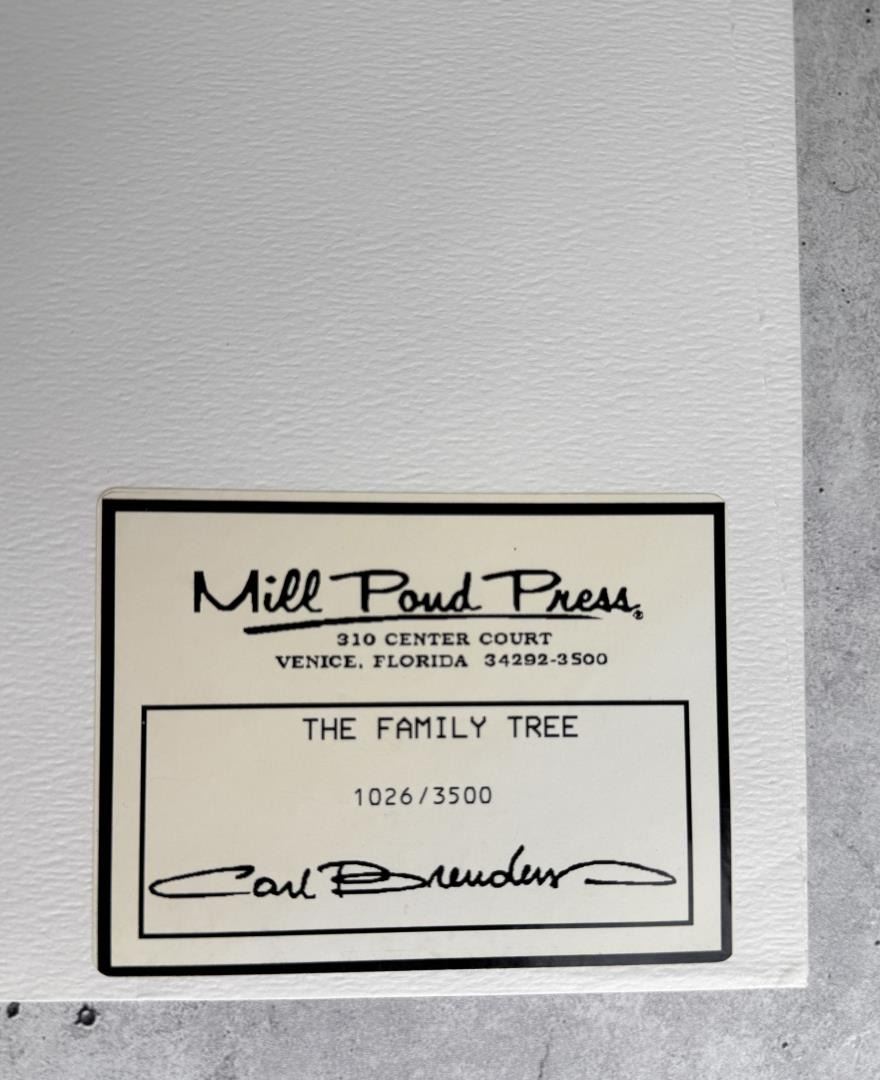 Mill Pond Press®
310 CENTER COURT
VENICE, FLORIDA 34292-3500
THE FAMILY TREE
1026/3500
Carl Brenders